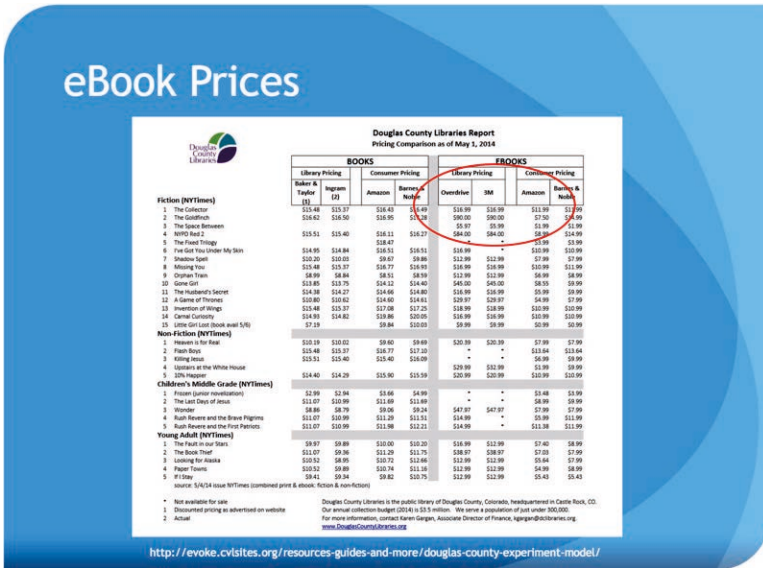 eBook Prices
Douglas County Libraries
Douglas County Libraries Report
Pricing Comparison as of May 1, 2014
BOOKS EBOOKS
Library Pricing Consumer Pricing Library Pricing Consumer Pricing
Baker & Taylor (1) Ingram (2) Amazon Barnes & Noble Overdrive 3M Amazon Barnes & Noble
Fiction (NYTimes)
1 The Collector $15.48 $15.37 $16.43 $16.49 $16.99 $16.99 $11.99 $11.99
2 The Goldfinch $16.62 $16.50 $16.95 $17.28 $90.00 $90.00 $7.50 $14.99
3 The Space Between $5.97 $5.99 $1.99 $1.99
4 NYPD Red 2 $15.51 $15.40 $16.11 $16.27 $84.00 $84.00 $8.99 $14.99
5 The Fixed Trilogy $18.47 * * $3.99 $3.99
6 I've Got You Under My Skin $14.95 $14.84 $16.51 $16.51 $16.99 * $10.99 $10.99
7 Shadow Spell $10.20 $10.03 $9.67 $9.86 $12.99 $12.99 $7.99 $7.99
8 Missing You $15.48 $15.37 $16.77 $16.93 $16.99 $16.99 $10.99 $11.99
9 Orphan Train $8.99 $8.84 $8.51 $8.59 $12.99 $12.99 $6.99 $8.99
10 Gone Girl $13.85 $13.75 $14.12 $14.40 $45.00 $45.00 $8.55 $9.99
11 The Husband's Secret $14.38 $14.27 $14.66 $14.80 $16.99 $16.99 $5.99 $9.99
12 A Game of Thrones $10.80 $10.62 $14.60 $14.61 $29.97 $29.97 $4.99 $7.99
13 Invention of Wings $15.48 $15.37 $17.08 $17.25 $18.99 $18.99 $10.99 $10.99
14 Carnal Curiosity $14.93 $14.82 $19.86 $20.05 $16.99 $16.99 $10.99 $10.99
15 Little Girl Lost (book avail 5/6) $7.19 $9.84 $10.03 $9.99 $9.99 $0.99 $0.99
Non-Fiction (NYTimes)
1 Heaven is for Real $10.19 $10.02 $9.60 $9.69 $20.39 $20.39 $7.99 $7.99
2 Flash Boys $15.48 $15.37 $16.77 $17.10 * * $13.64 $13.64
3 Killing Jesus $15.51 $15.40 $15.40 $16.09 * * $9.99 $9.99
4 Upstairs at the White House $29.99 $32.99 $1.99 $9.99
5 10% Happier $14.40 $14.29 $15.90 $15.59 $20.99 $20.99 $10.99 $10.99
Children's Middle Grade (NYTimes)
1 Frozen (junior novelization) $2.99 $2.94 $3.66 $4.99 * * $3.48 $3.99
2 The Last Days of Jesus $11.07 $10.99 $11.69 $11.69 * * $8.99 $9.99
3 Wonder $8.86 $8.79 $9.06 $9.24 $47.97 $47.97 $7.99 $7.99
4 Rush Revere and the Brave Pilgrims $11.07 $10.99 $11.29 $11.51 $14.99 * $5.99 $11.99
5 Rush Revere and the First Patriots $11.07 $10.99 $11.98 $12.21 $14.99 * $11.38 $11.99
Young Adult (NYTimes)
1 The Fault in our Stars $9.97 $9.89 $10.00 $10.20 $16.99 $12.99 $7.40 $8.99
2 The Book Thief $11.07 $9.36 $11.29 $11.75 $38.97 $38.97 $7.03 $7.99
3 Looking for Alaska $10.52 $8.95 $10.72 $12.66 $12.99 $12.99 $5.64 $7.99
4 Paper Towns $10.52 $9.89 $10.74 $11.16 $12.99 $12.99 $4.99 $8.99
5 If I Stay $9.41 $9.34 $9.82 $10.75 $12.99 $12.99 $5.43 $5.43
source: 5/4/14 issue NYTimes (combined print & ebook: fiction & non-fiction)
* Not available for sale
1 Discounted pricing as advertised on website
2 Actual
Douglas County Libraries is the public library of Douglas County, Colorado, headquartered in Castle Rock, CO.
Our annual collection budget (2014) is $3.5 million. We serve a population of just under 300,000.
For more information, contact Karen Gargan, Associate Director of Finance, kgargan@dclibraries.org.
www.DouglasCountyLibraries.org
http://evoke.cvlsites.org/resources-guides-and-more/douglas-county-experiment-model/